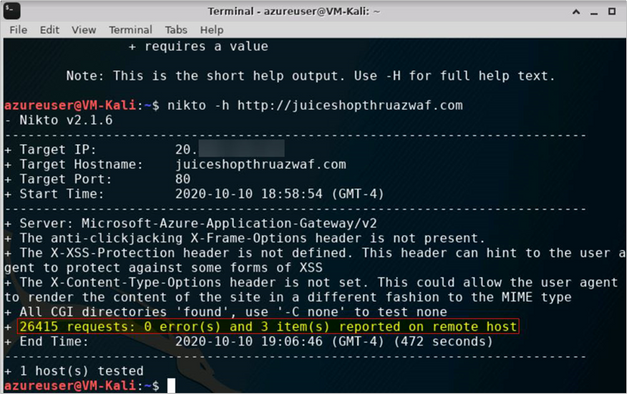 Terminal - azureuser@VM-Kali: ~
File Edit View Terminal Tabs Help
+ requires a value
Note: This is the short help output. Use -H for full help text.
azureuser@VM-Kali:~$ nikto -h http://juiceshopthruazwaf.com
- Nikto v2.1.6
---------------------------------------------------------------------------
+ Target IP: 20.
+ Target Hostname: juiceshopthruazwaf.com
+ Target Port: 80
+ Start Time: 2020-10-10 18:58:54 (GMT-4)
---------------------------------------------------------------------------
+ Server: Microsoft-Azure-Application-Gateway/v2
+ The anti-clickjacking X-Frame-Options header is not present.
+ The X-XSS-Protection header is not defined. This header can hint to the user a
gent to protect against some forms of XSS
+ The X-Content-Type-Options header is not set. This could allow the user agent
to render the content of the site in a different fashion to the MIME type
+ All CGI directories 'found', use '-C none' to test none
+ 26415 requests: 0 error(s) and 3 item(s) reported on remote host
+ End Time: 2020-10-10 19:06:46 (GMT-4) (472 seconds)
---------------------------------------------------------------------------
+ 1 host(s) tested
azureuser@VM-Kali:~$